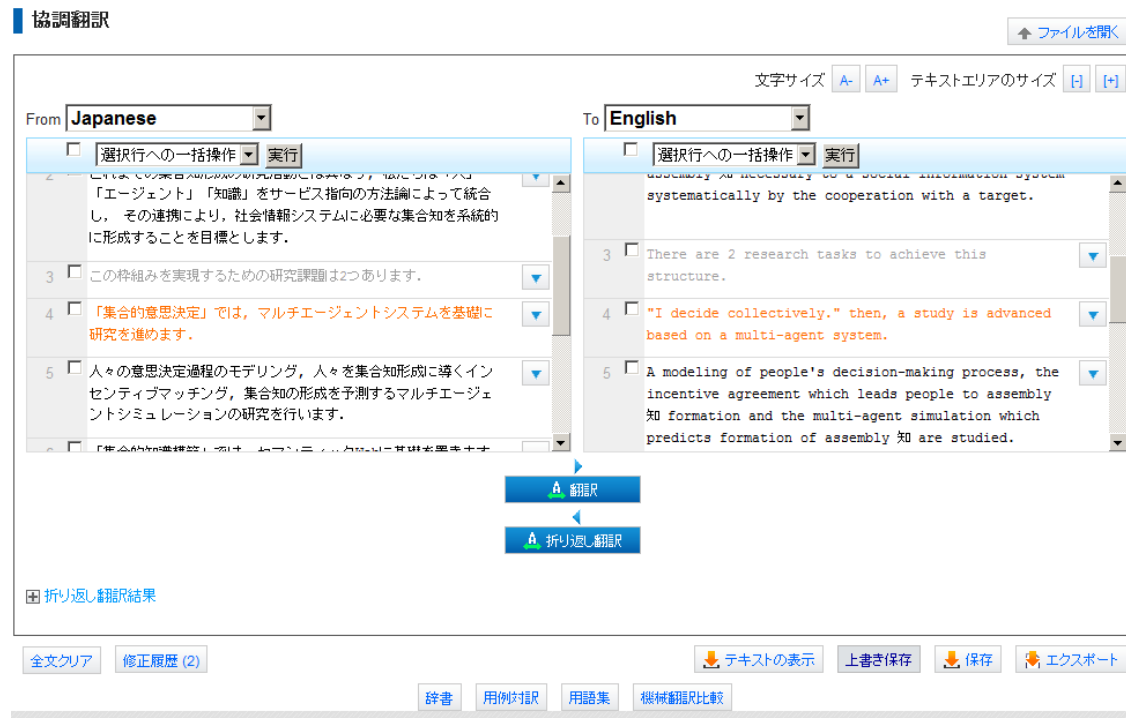 協調翻訳
ファイルを開く
文字サイズ A- A+ テキストエリアのサイズ [-] [+]
From Japanese
To English
選択行への一括操作 実行
選択行への一括操作 実行
2
「エージェント」「知識」をサービス指向の方法論によって統合
し, その連携により，社会情報システムに必要な集合知を系統的
に形成することを目標とします.
3 この枠組みを実現するための研究課題は2つあります.
4 「集合的意思決定」では，マルチエージェントシステムを基礎に
研究を進めます.
5 人々の意思決定過程のモデリング，人々を集合知形成に導くイン
センティブマッチング，集合知の形成を予測するマルチエージェ
ントシミュレーションの研究を行います.
assembly 知 necessary to a social information system
systematically by the cooperation with a target.
3 There are 2 research tasks to achieve this
structure.
4 "I decide collectively." then, a study is advanced
based on a multi-agent system.
5 A modeling of people's decision-making process, the
incentive agreement which leads people to assembly
知 formation and the multi-agent simulation which
predicts formation of assembly 知 are studied.
翻訳
折り返し翻訳
折り返し翻訳結果
全文クリア 修正履歴 (2) テキストの表示 上書き保存 保存 エクスポート
辞書 用例対訳 用語集 機械翻訳比較